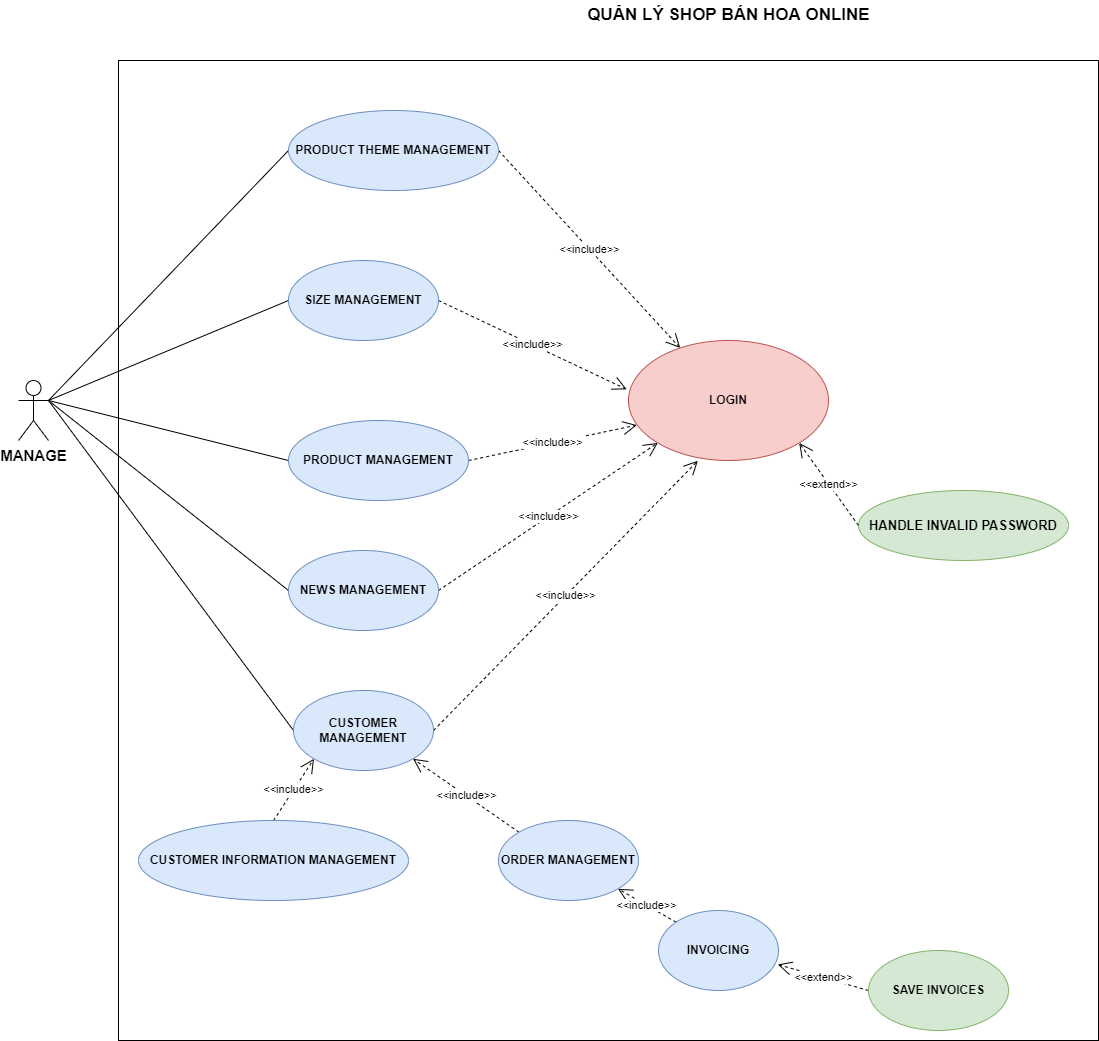 QUẢN LÝ SHOP BÁN HOA ONLINE
PRODUCT THEME MANAGEMENT
<<include>>
SIZE MANAGEMENT
<<include>>
LOGIN
MANAGE
PRODUCT MANAGEMENT
<<include>>
<<extend>>
<<include>>
HANDLE INVALID PASSWORD
NEWS MANAGEMENT
<<include>>
CUSTOMER
MANAGEMENT
<<include>>
<<include>>
CUSTOMER INFORMATION MANAGEMENT
ORDER MANAGEMENT
<<include>>
INVOICING
<<extend>>
SAVE INVOICES